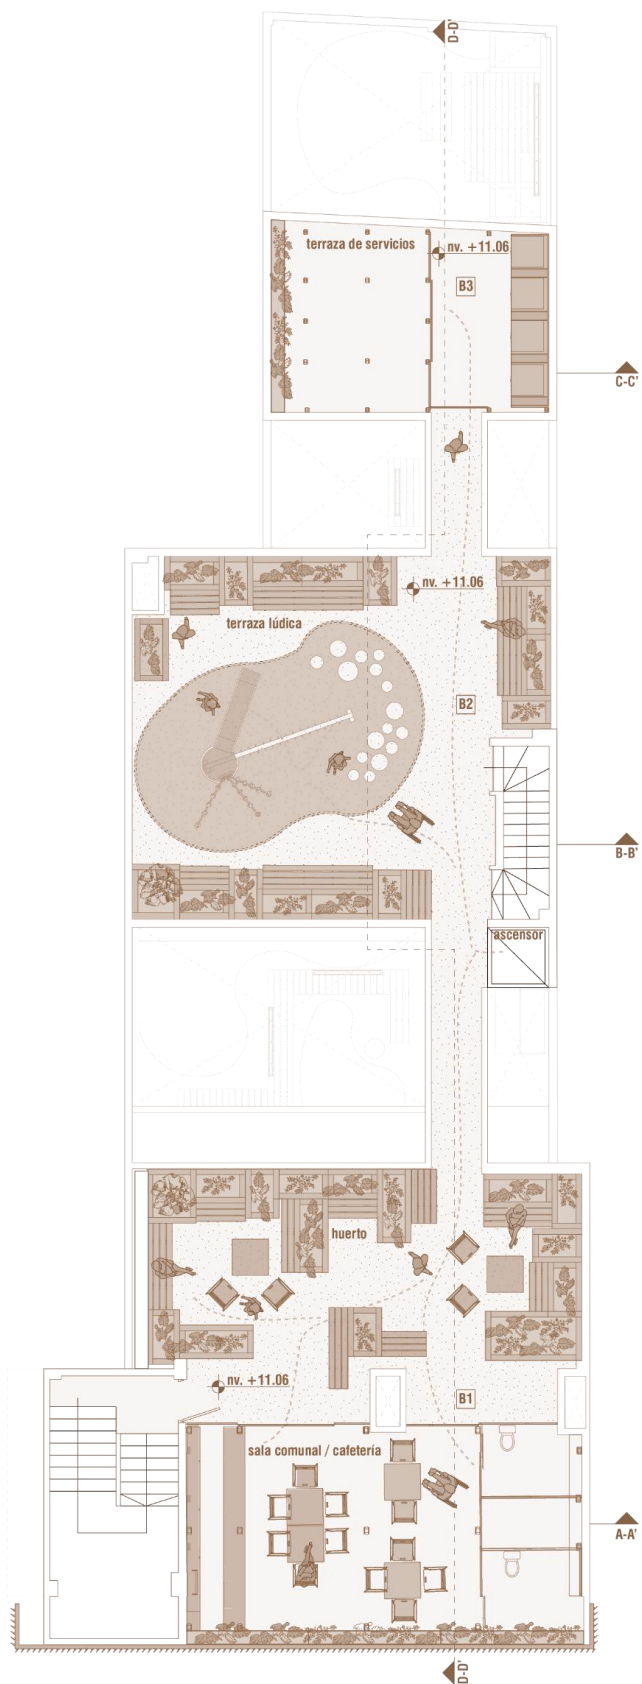 D-D'
terraza de servicios
nv. +11.06
B3
C-C'
nv. +11.06
terraza lúdica
B2
B-B'
ascensor
huerto
nv. +11.06
B1
sala comunal / cafetería
A-A'
D-D'